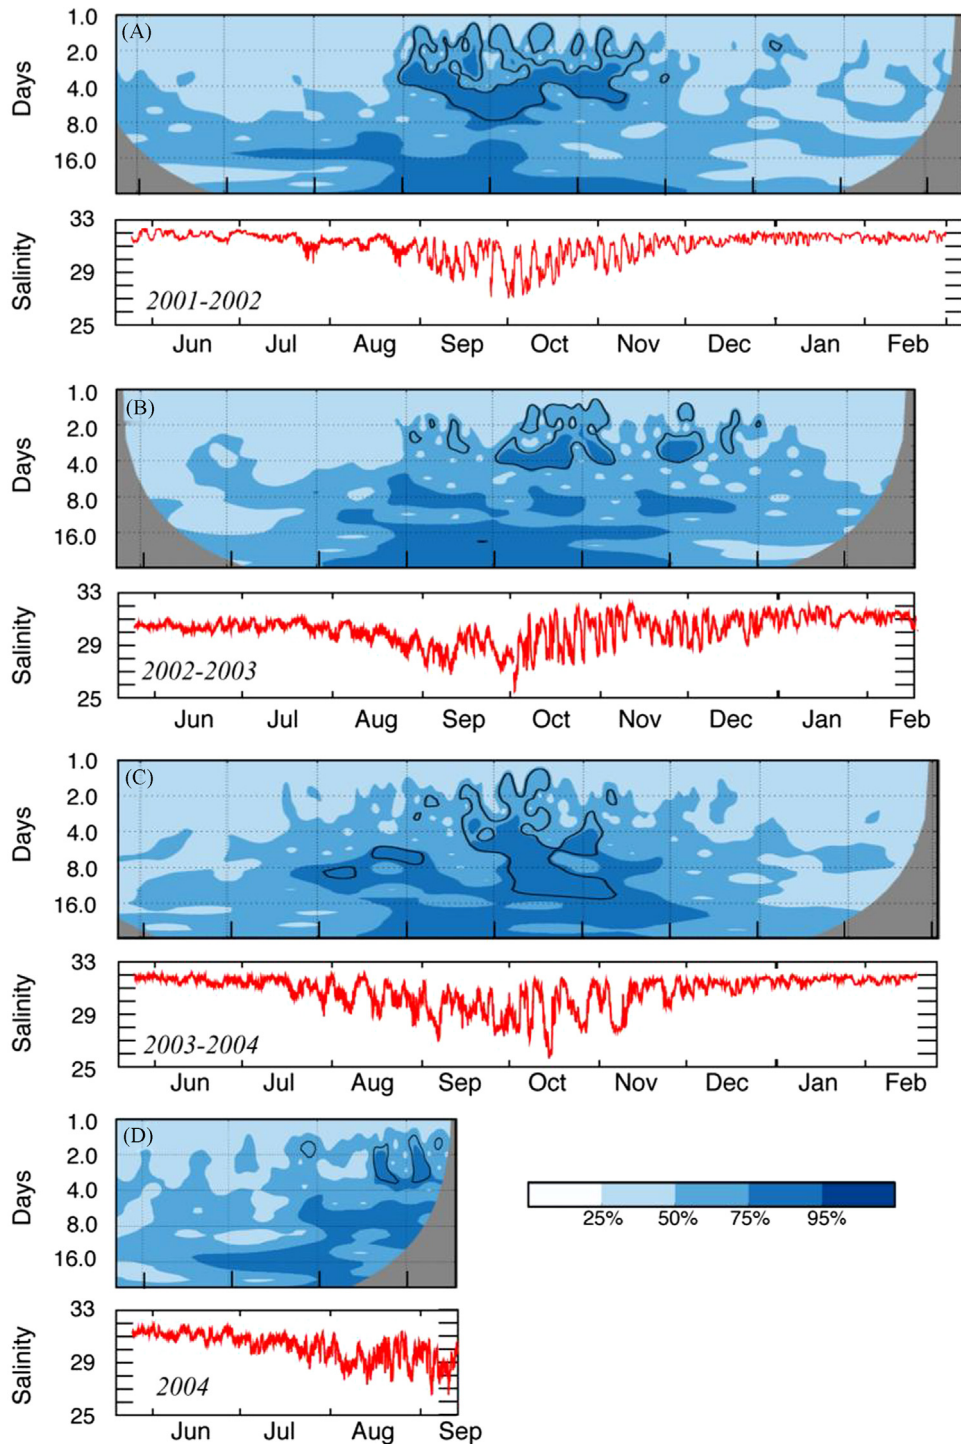 (A)
Days
1.0
2.0
4.0
8.0
16.0
Salinity
33
29
25
2001-2002
Jun Jul Aug Sep Oct Nov Dec Jan Feb
(B)
Days
1.0
2.0
4.0
8.0
16.0
Salinity
33
29
25
2002-2003
Jun Jul Aug Sep Oct Nov Dec Jan Feb
(C)
Days
1.0
2.0
4.0
8.0
16.0
Salinity
33
29
25
2003-2004
Jun Jul Aug Sep Oct Nov Dec Jan Feb
(D)
Days
1.0
2.0
4.0
8.0
16.0
25% 50% 75% 95%
Salinity
33
29
25
2004
Jun Jul Aug Sep